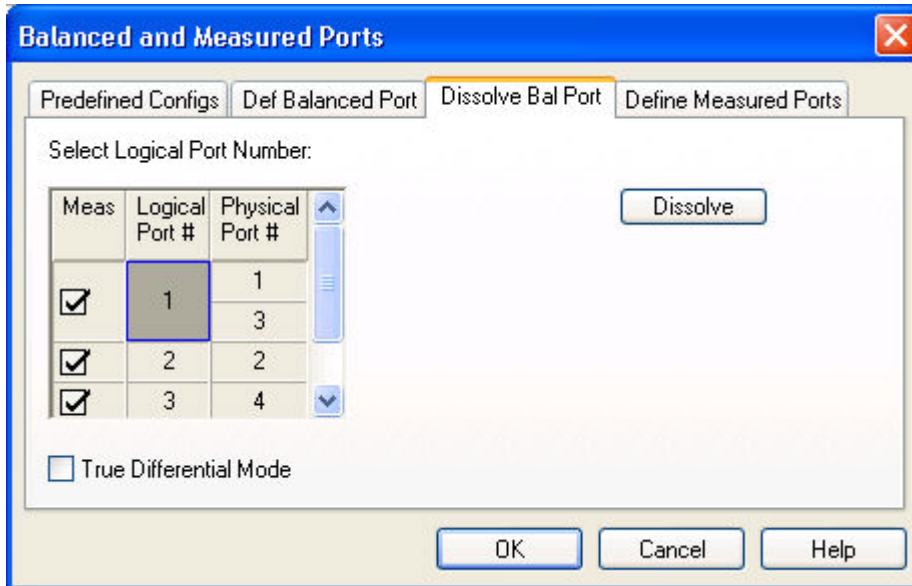 Balanced and Measured Ports
Predefined Configs Def Balanced Port Dissolve Bal Port Define Measured Ports
Select Logical Port Number:
Meas Logical Port # Physical Port #
Dissolve
1 1
3
2 2
3 4
True Differential Mode
OK Cancel Help